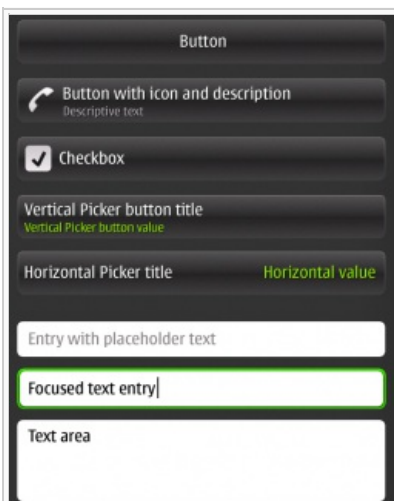 Button
Button with icon and description
Descriptive text
Checkbox
Vertical Picker button title
Vertical Picker button value
Horizontal Picker title Horizontal value
Entry with placeholder text
Focused text entry
Text area